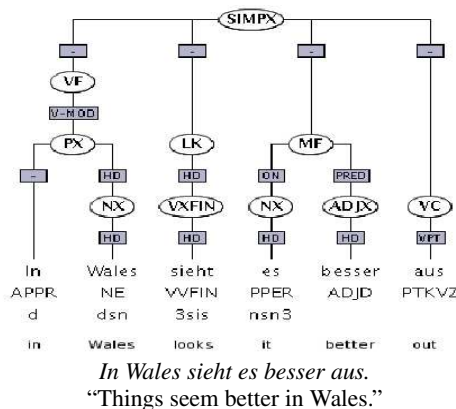 SIMPX
- - - -
VF
V-MOD
PX LK MF
- HD HD ON PRED
NX VXFIN NX ADJX VC
HD HD HD HD VPT
In Wales sieht es besser aus
APPR NE VVFIN PPER ADJD PTKVZ
d dsn 3sis nsn3
in Wales looks it better out
In Wales sieht es besser aus.
“Things seem better in Wales.”